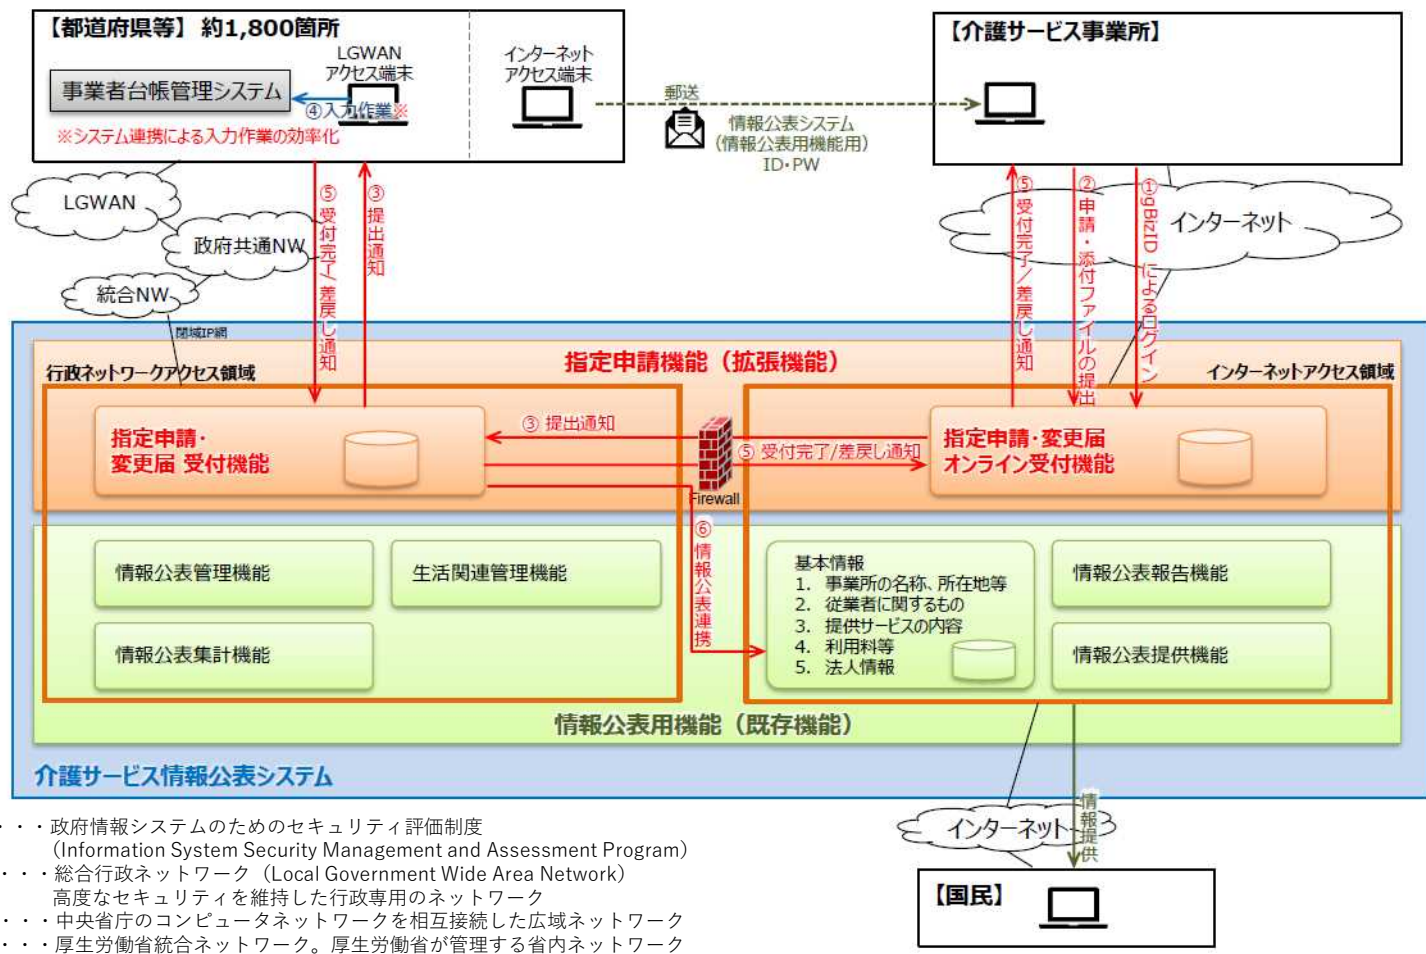 【都道府県等】 約1,800箇所
LGWAN
アクセス端末
事業者台帳管理システム
④入力作業※
※システム連携による入力作業の効率化
インターネット
アクセス端末
郵送
情報公表システム
(情報公表用機能用)
ID・PW
【介護サービス事業所】
LGWAN
政府共通NW
統合NW
⑤受付完了/差戻し通知
③提出通知
インターネット
⑤受付完了/差戻し通知
②申請・添付ファイルの提出
①gBizIDによるログイン
閉域IP網
指定申請機能（拡張機能）
行政ネットワークアクセス領域
インターネットアクセス領域
指定申請・
変更届 受付機能
③ 提出通知
⑤ 受付完了/差戻し通知
Firewall
指定申請・変更届
オンライン受付機能
⑥情報公表連携
情報公表管理機能
生活関連管理機能
情報公表集計機能
基本情報
1. 事業所の名称、所在地等
2. 従業者に関するもの
3. 提供サービスの内容
4. 利用料等
5. 法人情報
情報公表報告機能
情報公表提供機能
情報公表用機能（既存機能）
介護サービス情報公表システム
インターネット
情報提供
【国民】
・・・政府情報システムのためのセキュリティ評価制度
(Information System Security Management and Assessment Program)
・・・総合行政ネットワーク（Local Government Wide Area Network）
高度なセキュリティを維持した行政専用のネットワーク
・・・中央省庁のコンピュータネットワークを相互接続した広域ネットワーク
・・・厚生労働省統合ネットワーク。厚生労働省が管理する省内ネットワーク